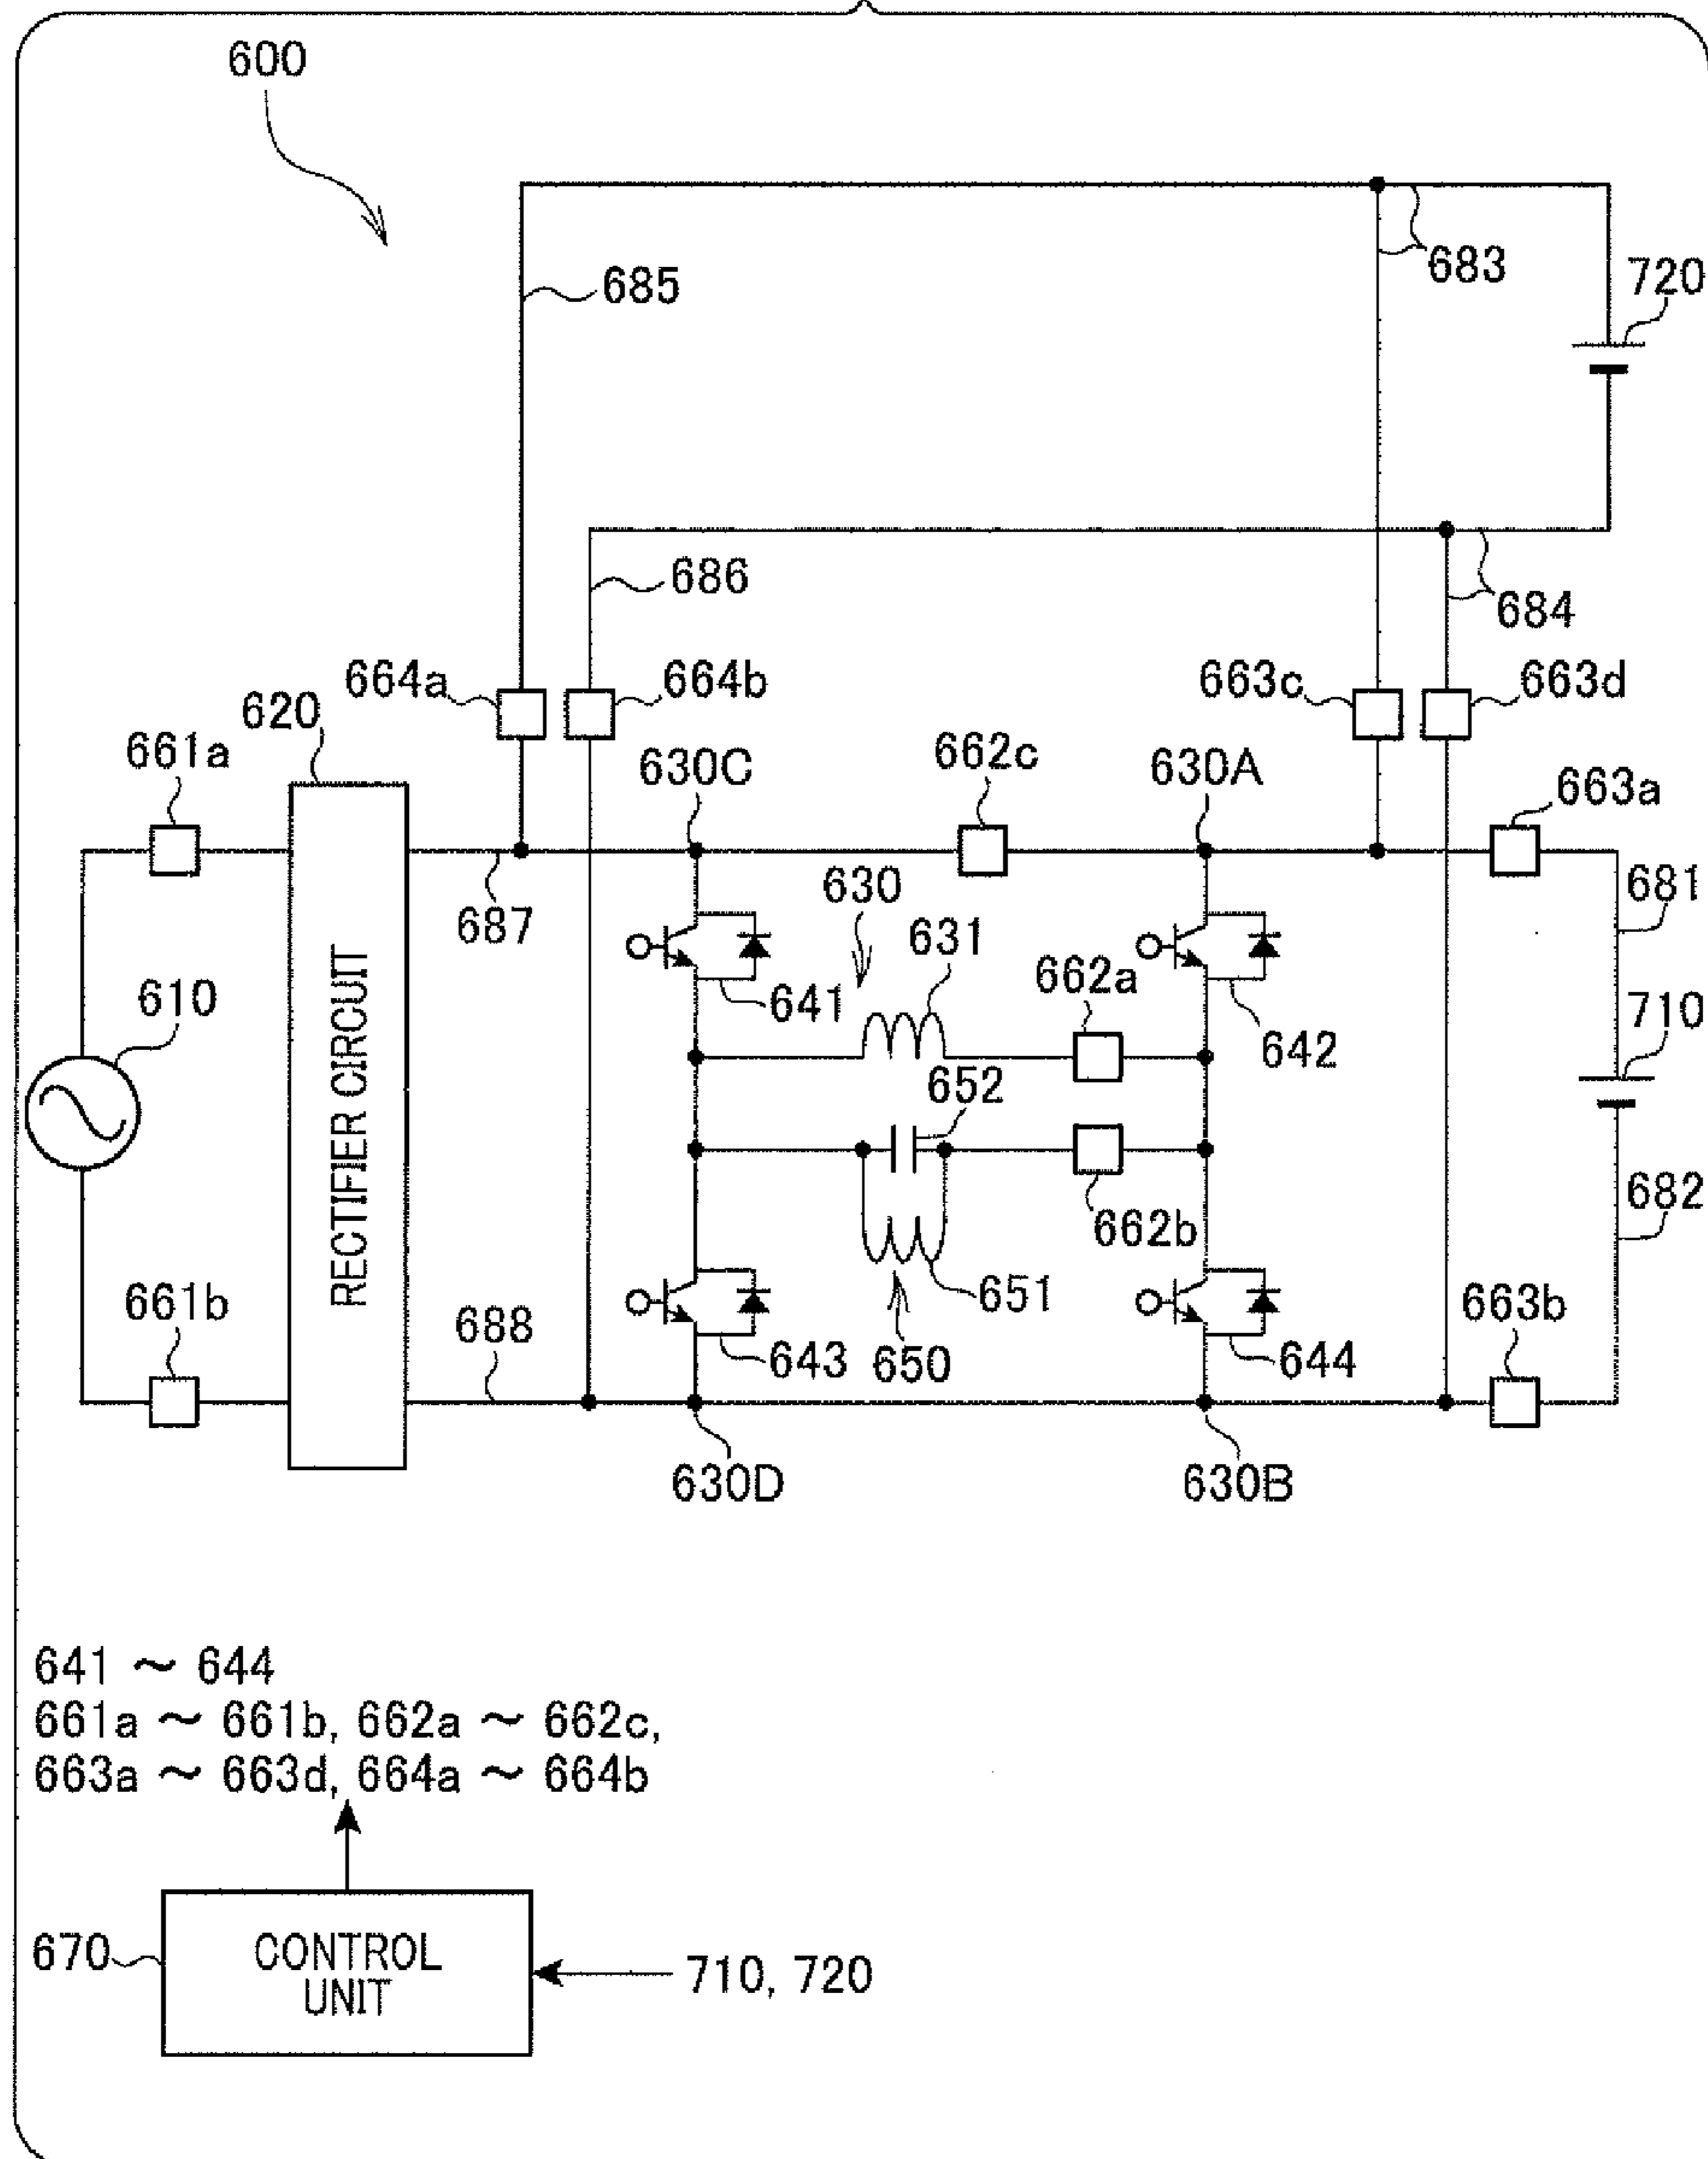 600
683
720
685
686
684
664a
664b
663c
663d
620
661a
630C
662c
630A
663a
687
630
631
681
641
662a
642
710
610
RECTIFIER CIRCUIT
652
662b
682
651
661b
688
643
650
644
663b
630D
630B
641 ~ 644
661a ~ 661b, 662a ~ 662c,
663a ~ 663d, 664a ~ 664b
670
CONTROL
UNIT
710, 720